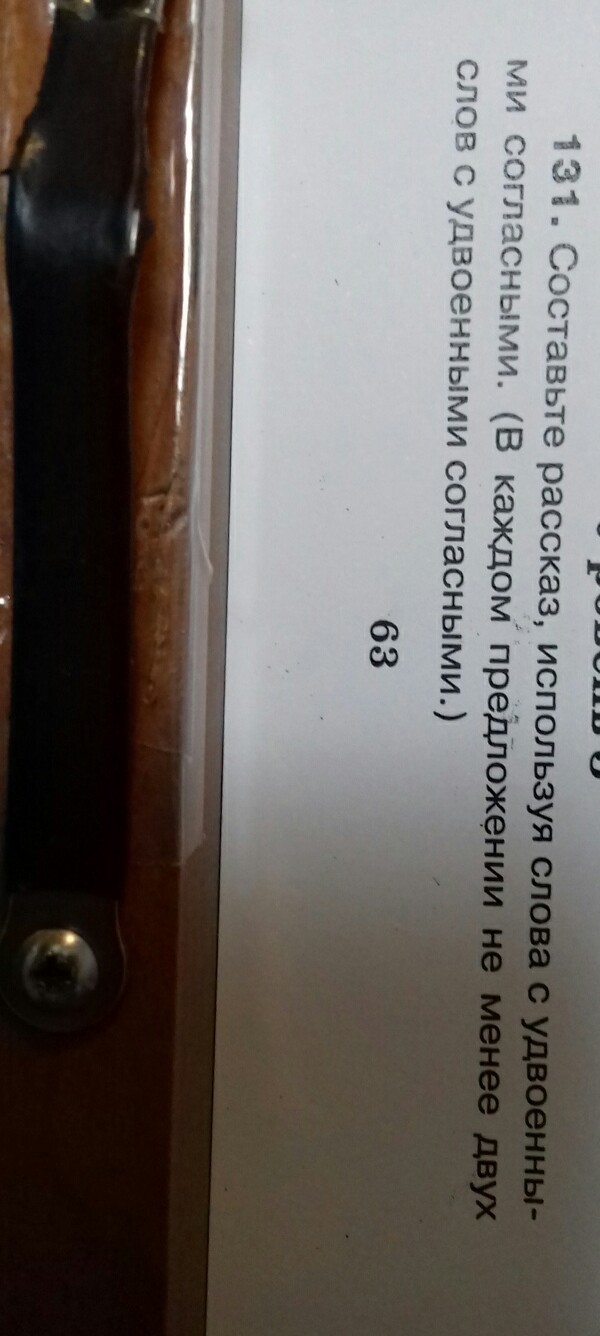 131. Составьте рассказ, используя слова с удвоенны-
ми согласными. (В каждом предложении не менее двух
слов с удвоенными согласными.)
63